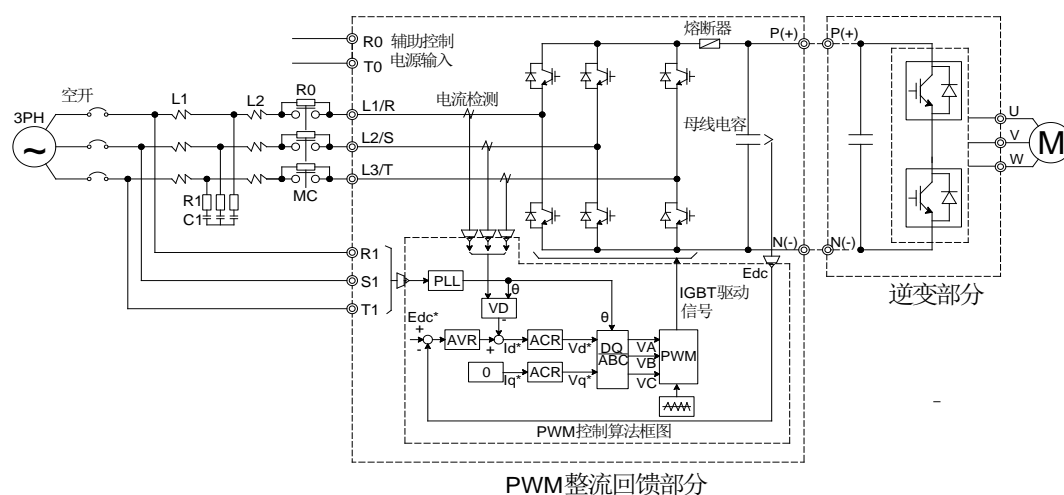 R0 辅助控制
T0 电源输入
熔断器
P(+)
P(+)
空开
L1
L2
R0
L1/R
电流检测
3PH
~
L2/S
母线电容
U
V
M
W
L3/T
R1
MC
C1
N(-)
N(-)
R1
Edc
S1
PLL
θ
IGBT驱动
信号
逆变部分
T1
VD
θ
Edc*
-
+
-
AVR
+
Id*
ACR
Vd*
DQ
ABC
VA
VB
VC
PWM
0
Iq*
ACR
Vq*
PWM控制算法框图
PWM整流回馈部分